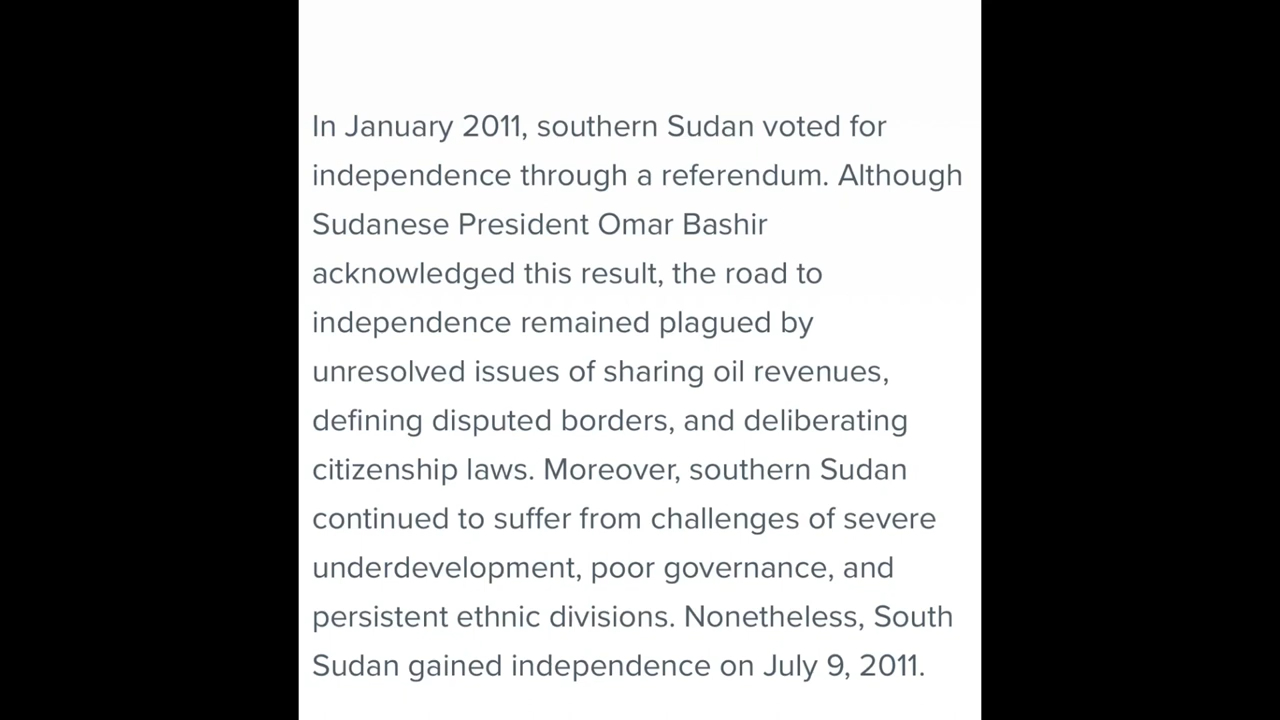 In January 2011, southern Sudan voted for
independence through a referendum. Although
Sudanese President Omar Bashir
acknowledged this result, the road to
independence remained plagued by
unresolved issues of sharing oil revenues,
defining disputed borders, and deliberating
citizenship laws. Moreover, southern Sudan
continued to suffer from challenges of severe
underdevelopment, poor governance, and
persistent ethnic divisions. Nonetheless, South
Sudan gained independence on July 9, 2011.